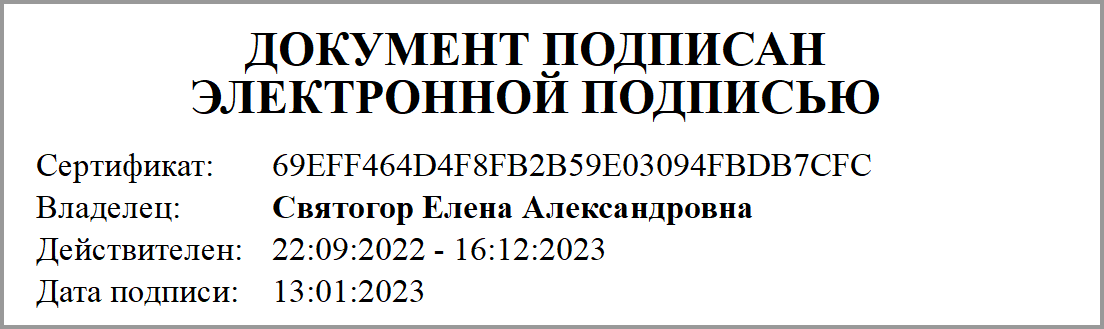 ДОКУМЕНТ ПОДПИСАН
ЭЛЕКТРОННОЙ ПОДПИСЬЮ
Сертификат: 69EFF464D4F8FB2B59E03094FBDB7CFC
Владелец: Святогор Елена Александровна
Действителен: 22:09:2022 - 16:12:2023
Дата подписи: 13:01:2023